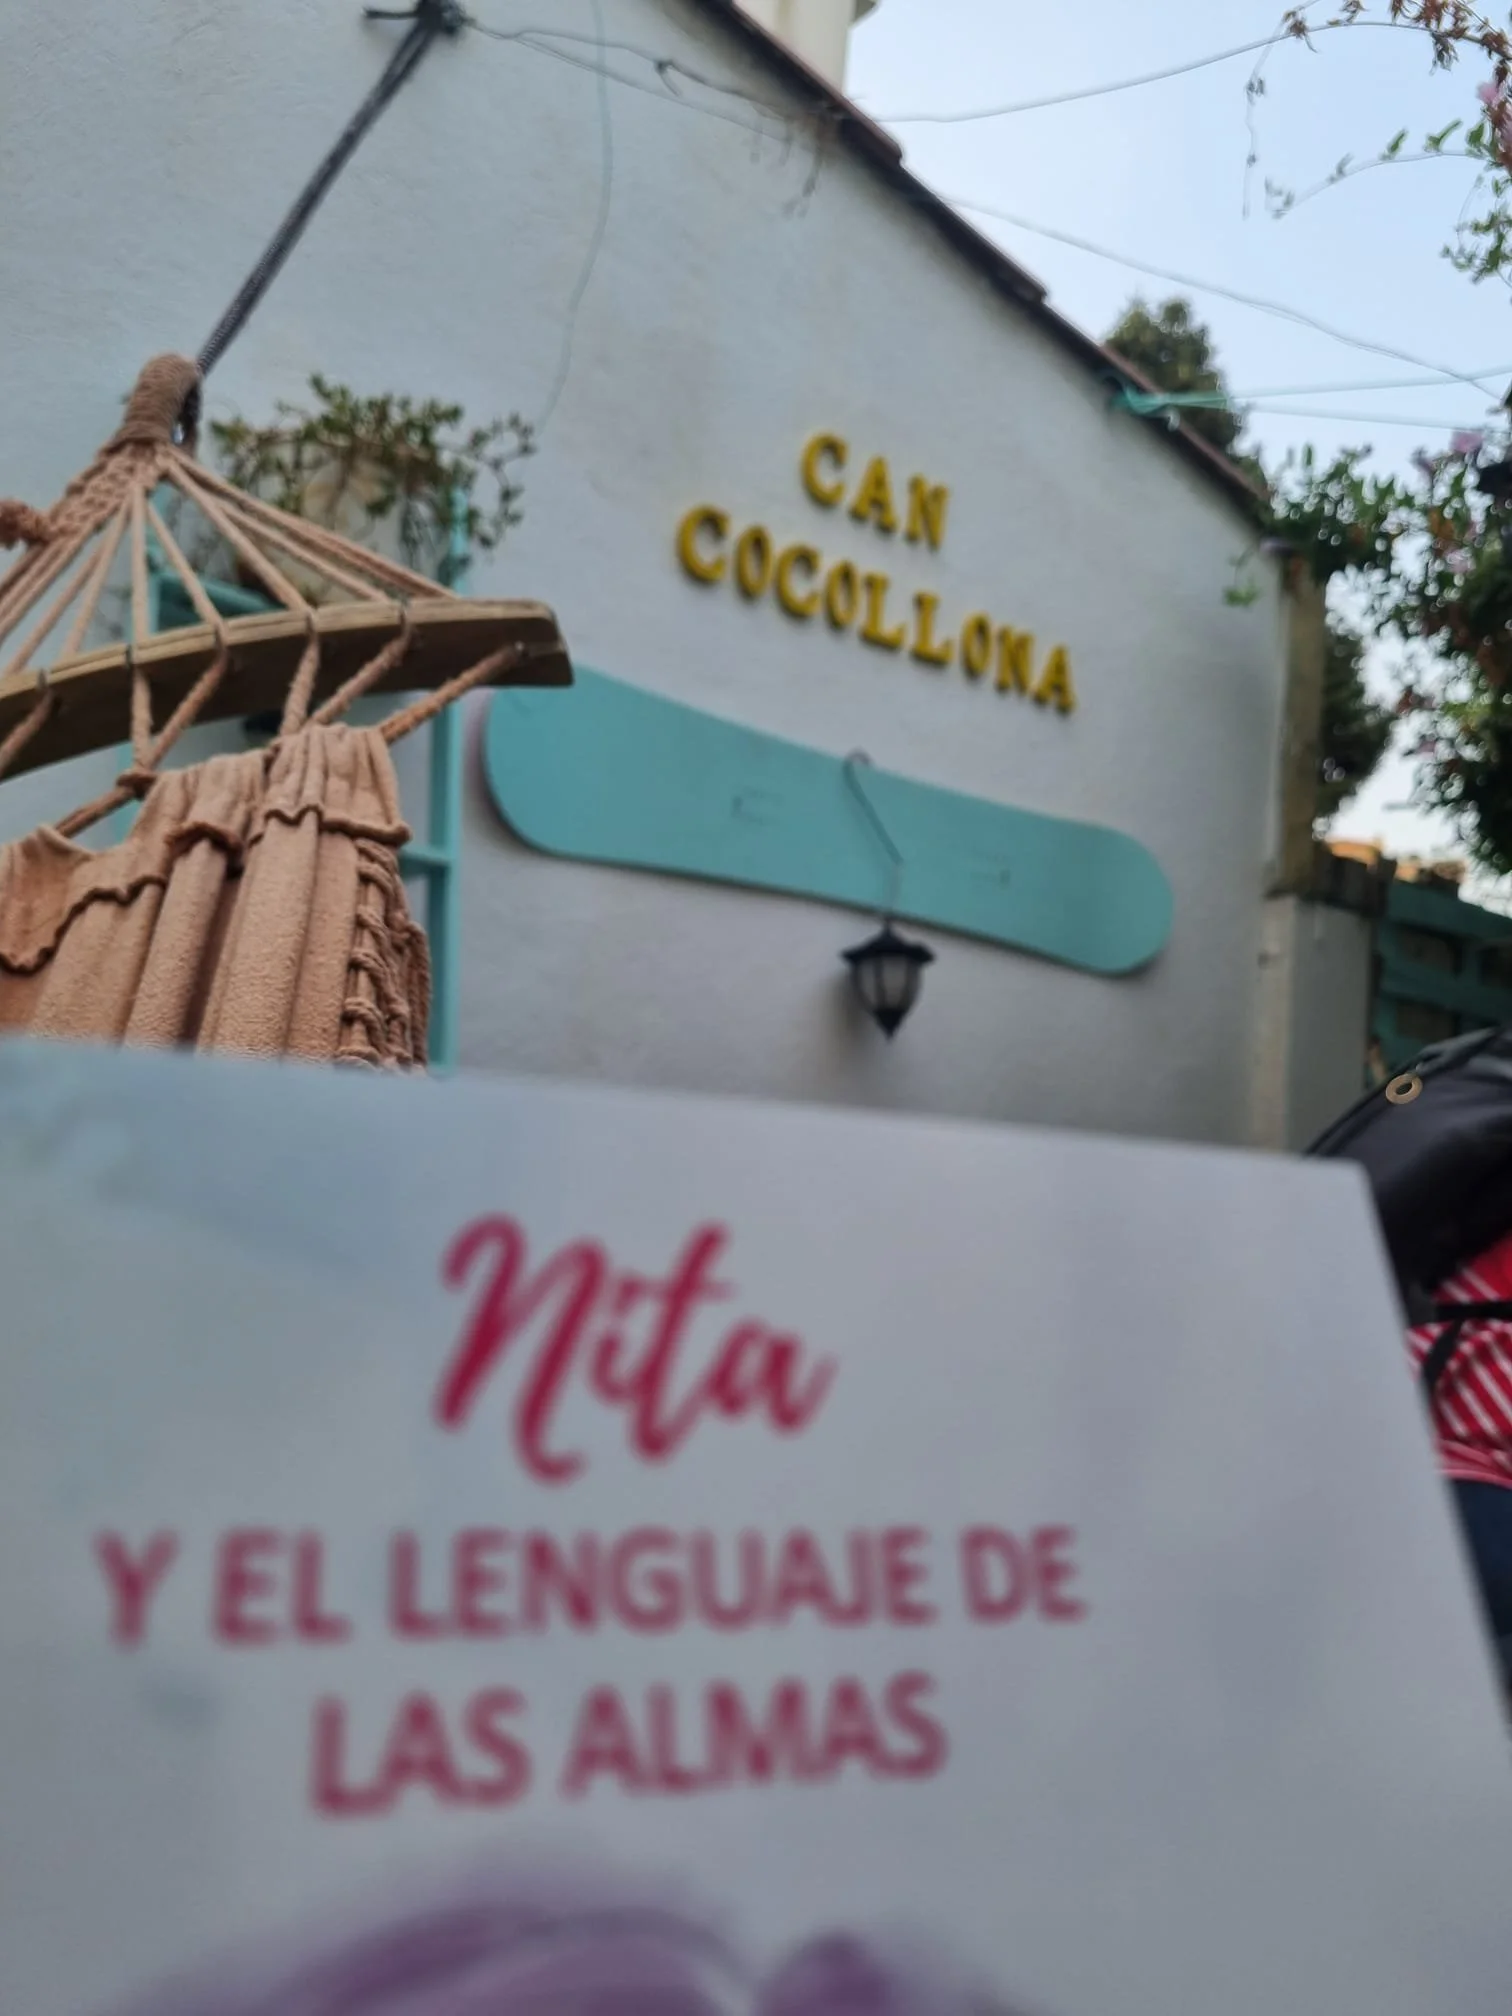 CAN
COCOLLONA
Nita
Y EL LENGUAJE DE
LAS ALMAS